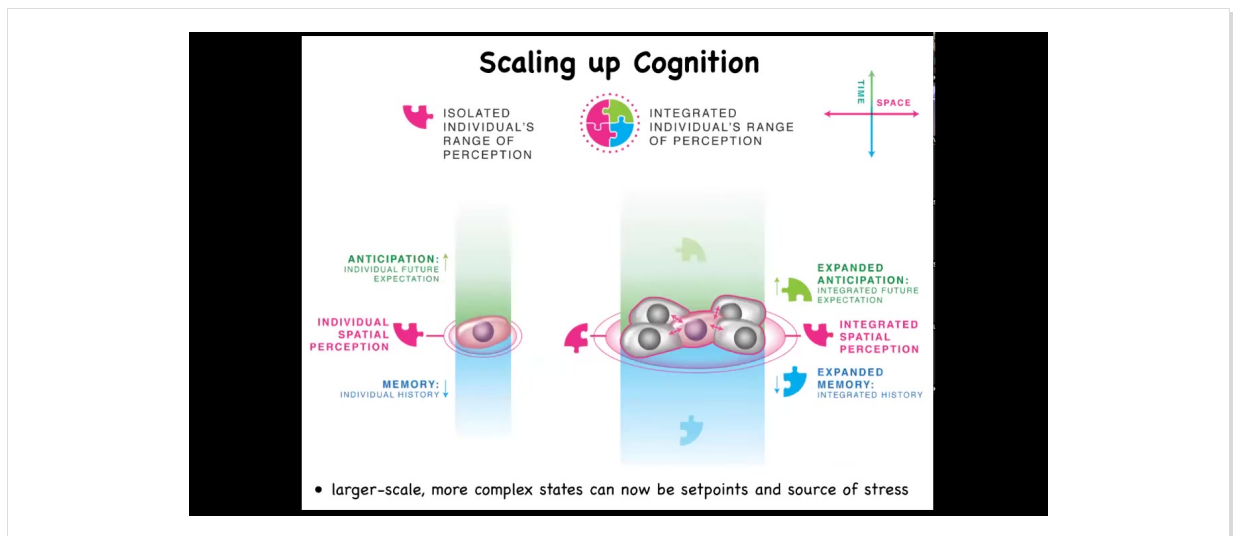 Scaling up Cognition
ISOLATED
INDIVIDUAL'S
RANGE OF
PERCEPTION
INTEGRATED
INDIVIDUAL'S RANGE
OF PERCEPTION
TIME
SPACE
ANTICIPATION:
INDIVIDUAL FUTURE
EXPECTATION
INDIVIDUAL
SPATIAL
PERCEPTION
MEMORY:
INDIVIDUAL HISTORY
EXPANDED
ANTICIPATION:
INTEGRATED FUTURE
EXPECTATION
INTEGRATED
SPATIAL
PERCEPTION
EXPANDED
MEMORY:
INTEGRATED HISTORY
• larger-scale, more complex states can now be setpoints and source of stress